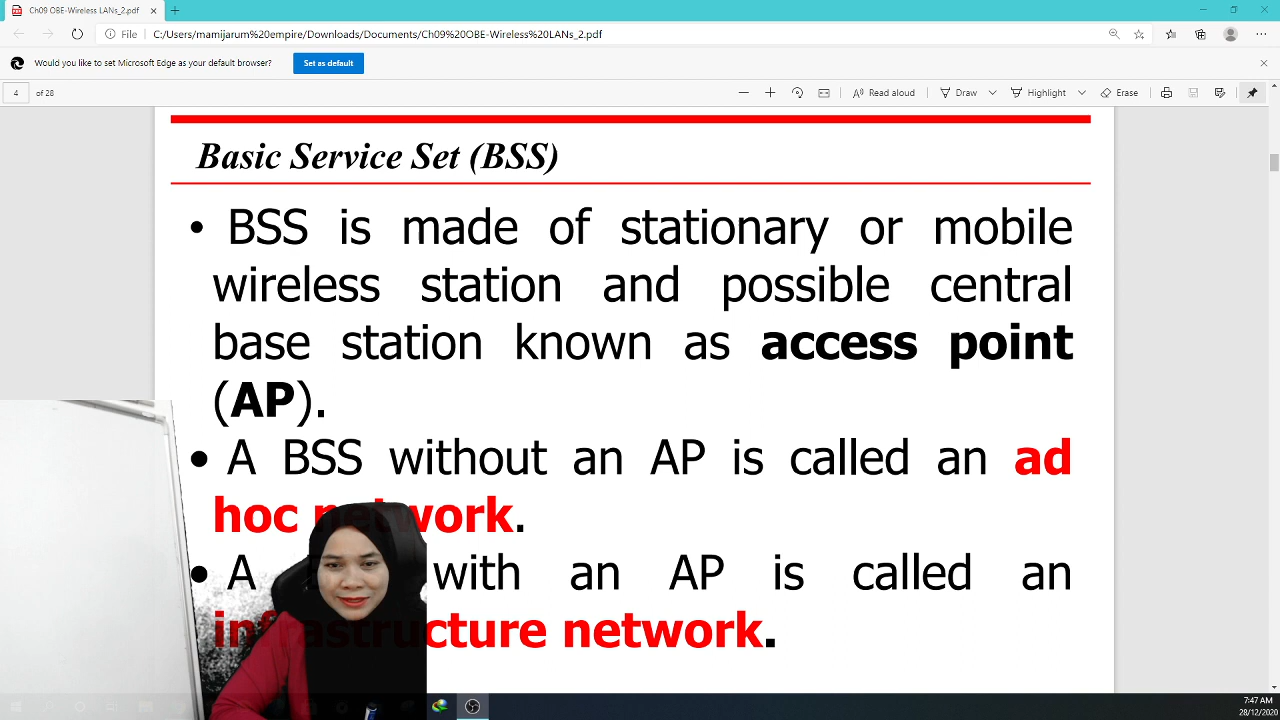 Ch09 OBE-Wireless LANs_2.pdf
File C:/Users/mamijarum%20empire/Downloads/Documents/Ch09%20OBE-Wireless%20LANs_2.pdf
Would you like to set Microsoft Edge as your default browser? Set as default
4 of 28 Read aloud Draw Highlight Erase
Basic Service Set (BSS)
• BSS is made of stationary or mobile
wireless station and possible central
base station known as access point
(AP).
• A BSS without an AP is called an ad
hoc network.
• A with an AP is called an
infrastructure network.
7:47 AM
28/12/2020